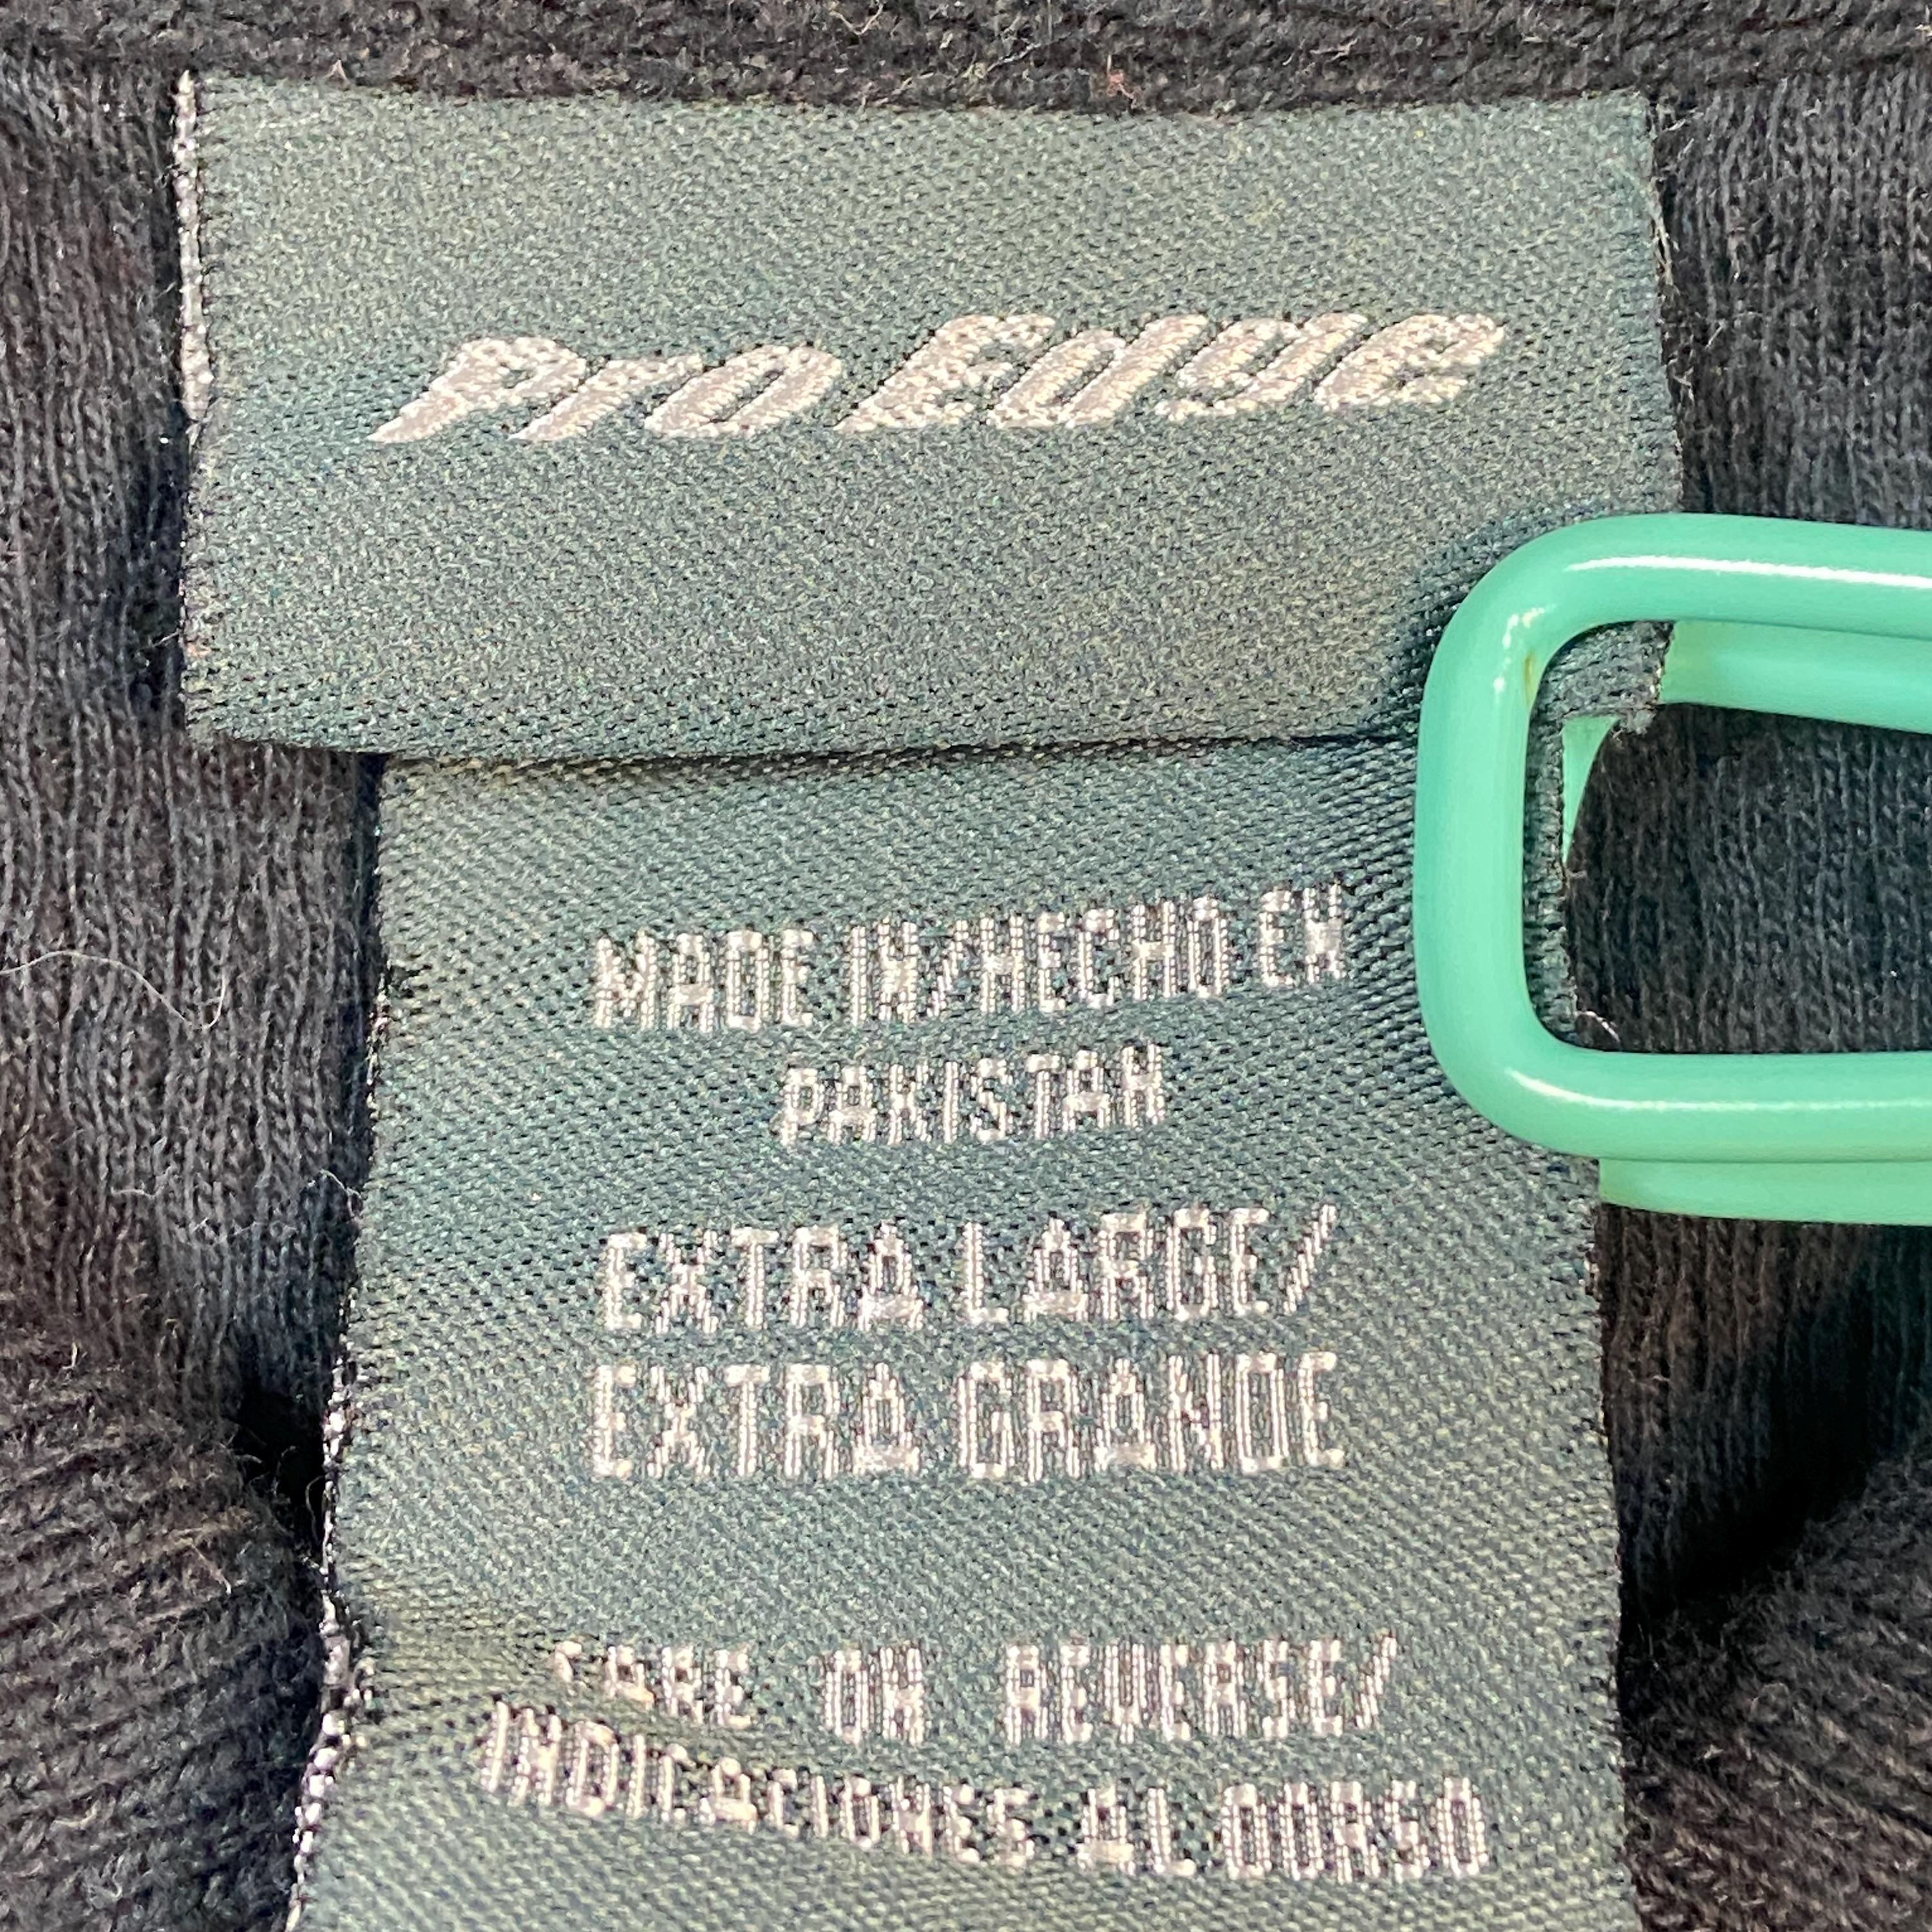 Pro Edge
MADE IN/HECHO EN
PAKISTAN
EXTRA LARGE/
EXTRA GRANDE
CARE ON REVERSE/
INDICACIONES AL DORSO